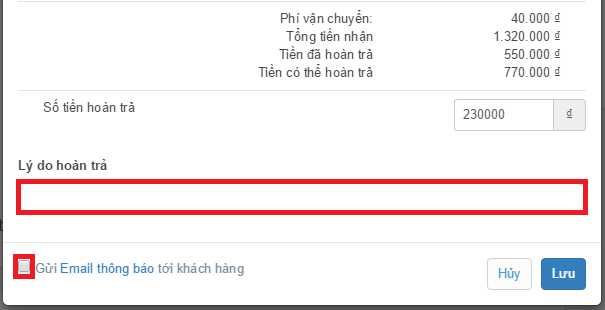 Phí vận chuyển: 40.000 ₫
Tổng tiền nhận 1.320.000 ₫
Tiền đã hoàn trả 550.000 ₫
Tiền có thể hoàn trả 770.000 ₫
Số tiền hoàn trả 230000 ₫
Lý do hoàn trả
Gửi Email thông báo tới khách hàng
Hủy Lưu